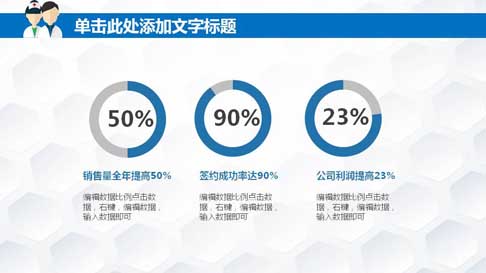 单击此处添加文字标题
50%
90%
23%
销售量全年提高50%
签约成功率达90%
公司利润提高23%
编辑数据比例点击数
据，右键，编辑数据，
输入数据即可
编辑数据比例点击数
据，右键，编辑数据，
输入数据即可
编辑数据比例点击数
据，右键，编辑数据，
输入数据即可